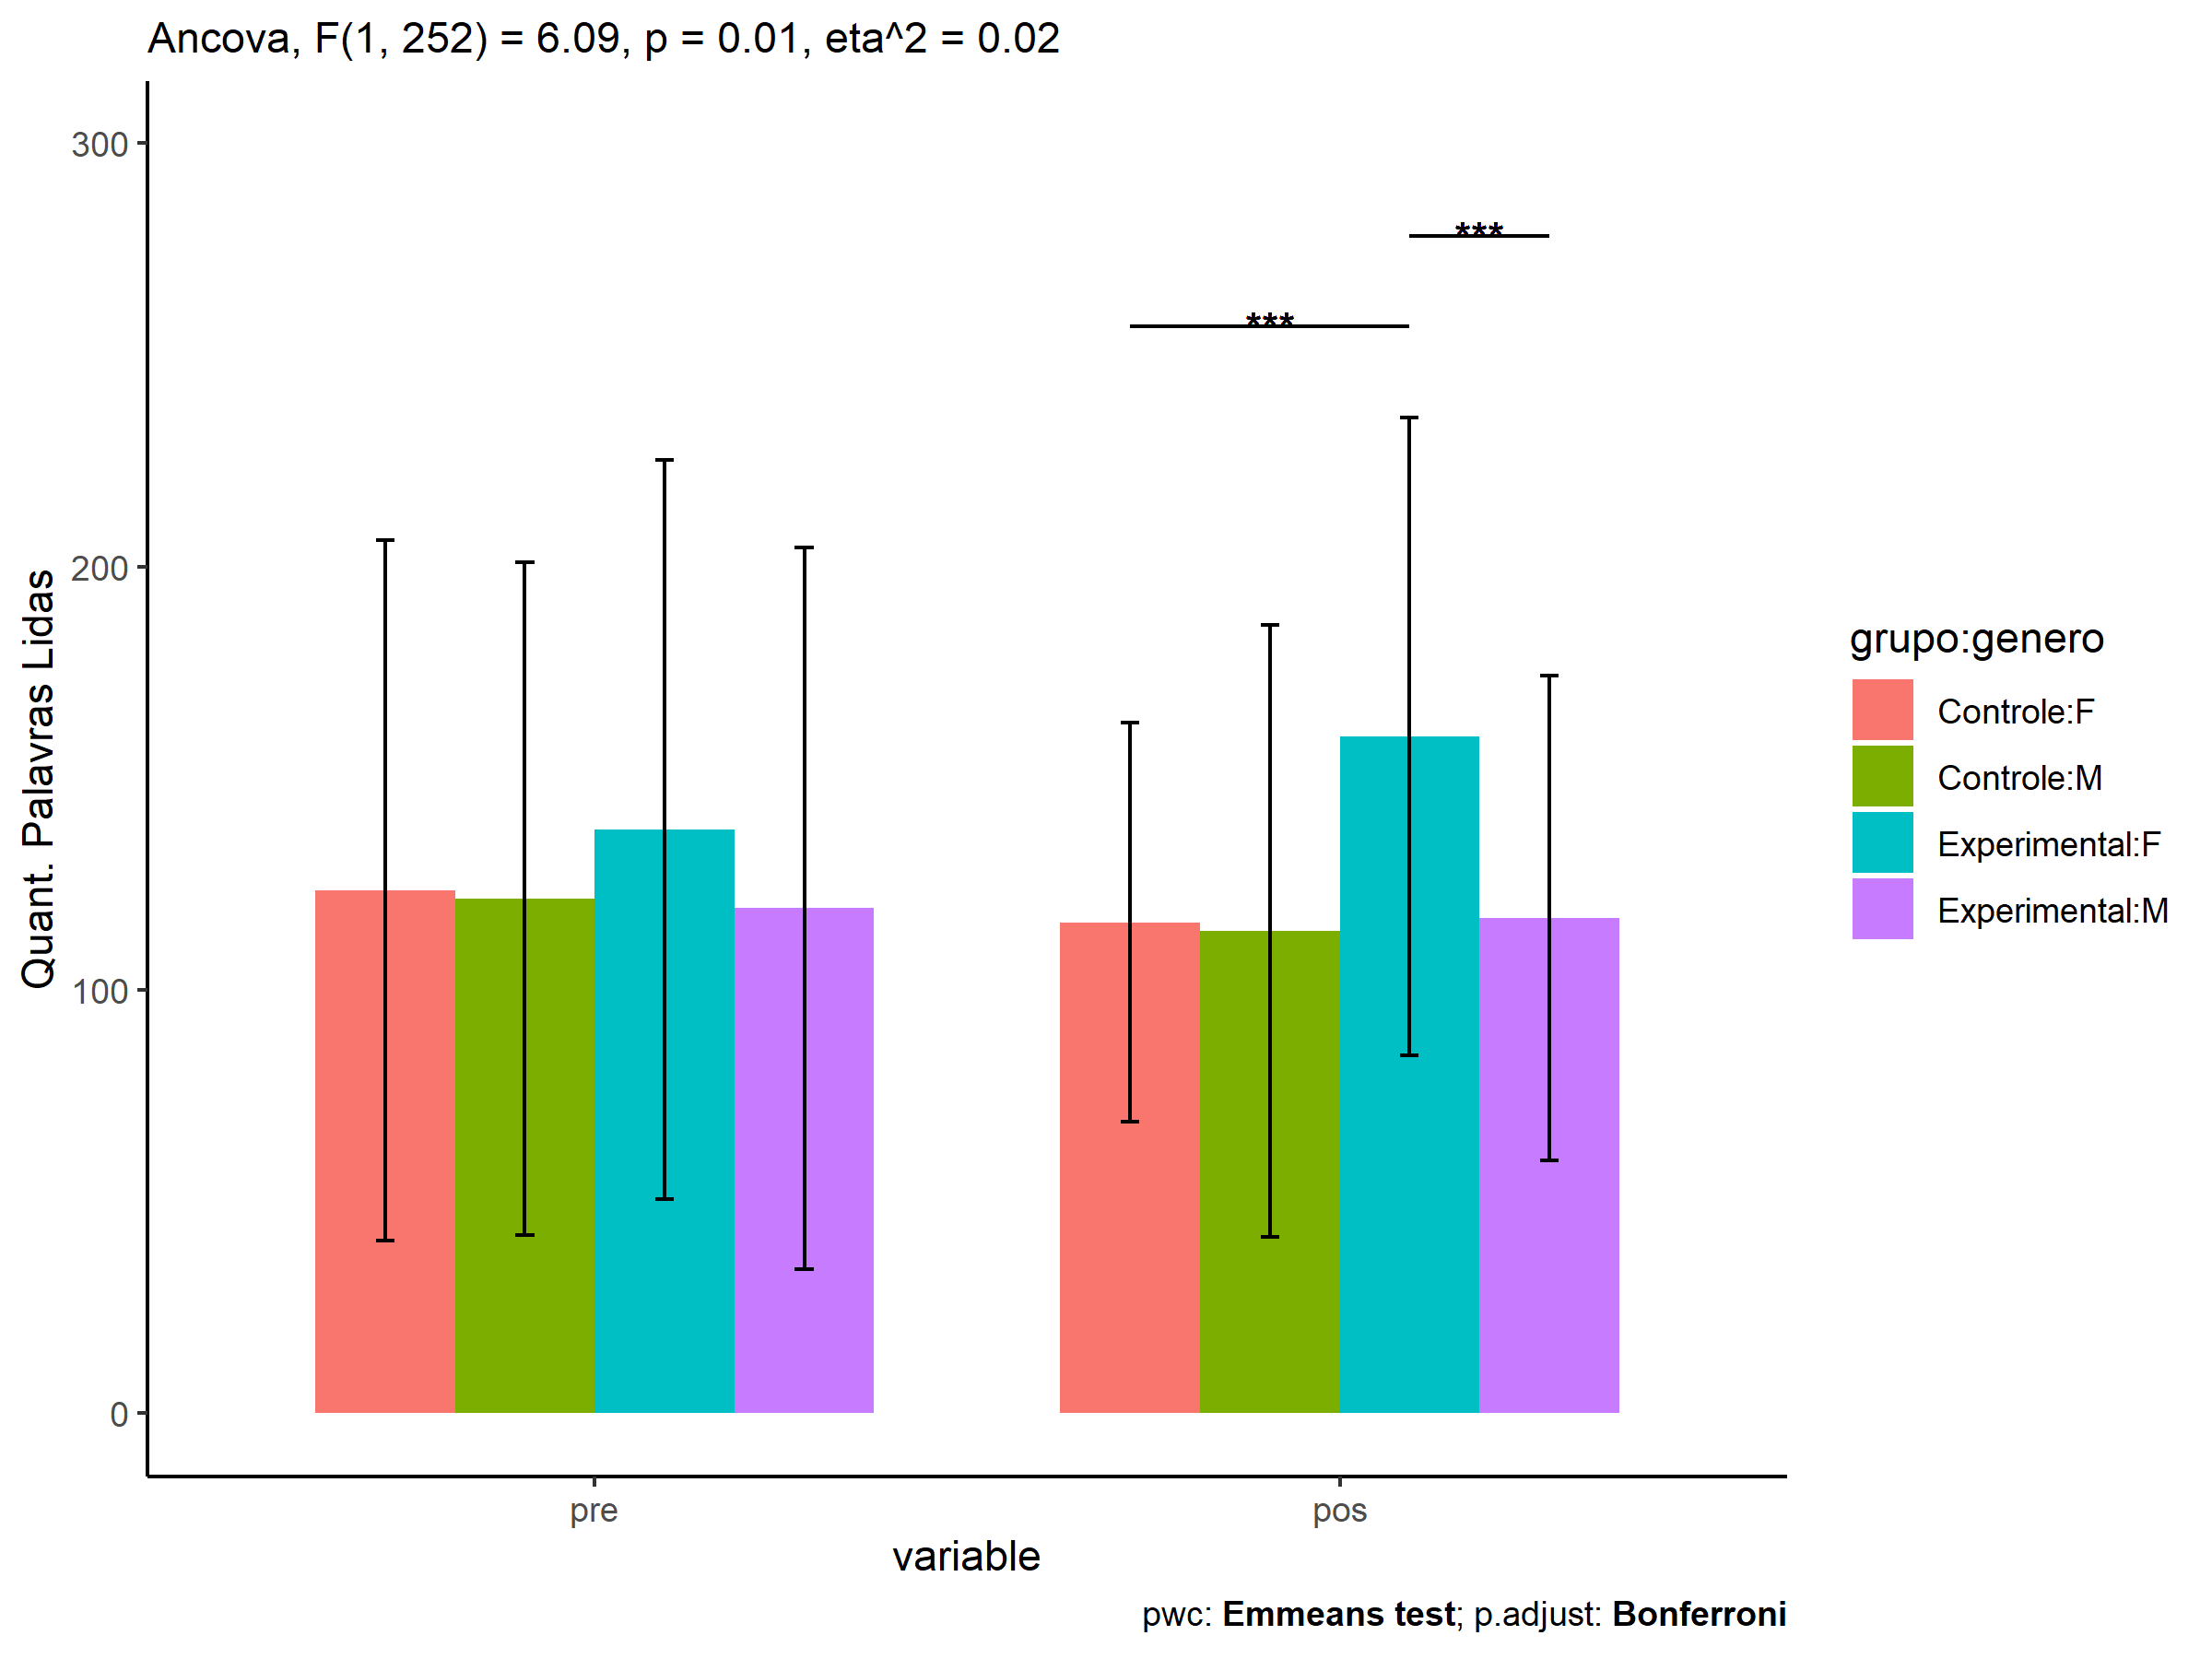 Ancova, F(1, 252) = 6.09, p = 0.01, eta^2 = 0.02
300
200
100
0
Quant. Palavras Lidas
***
***
pre
pos
variable
grupo:genero
Controle:F
Controle:M
Experimental:F
Experimental:M
pwc: Emmeans test; p.adjust: Bonferroni